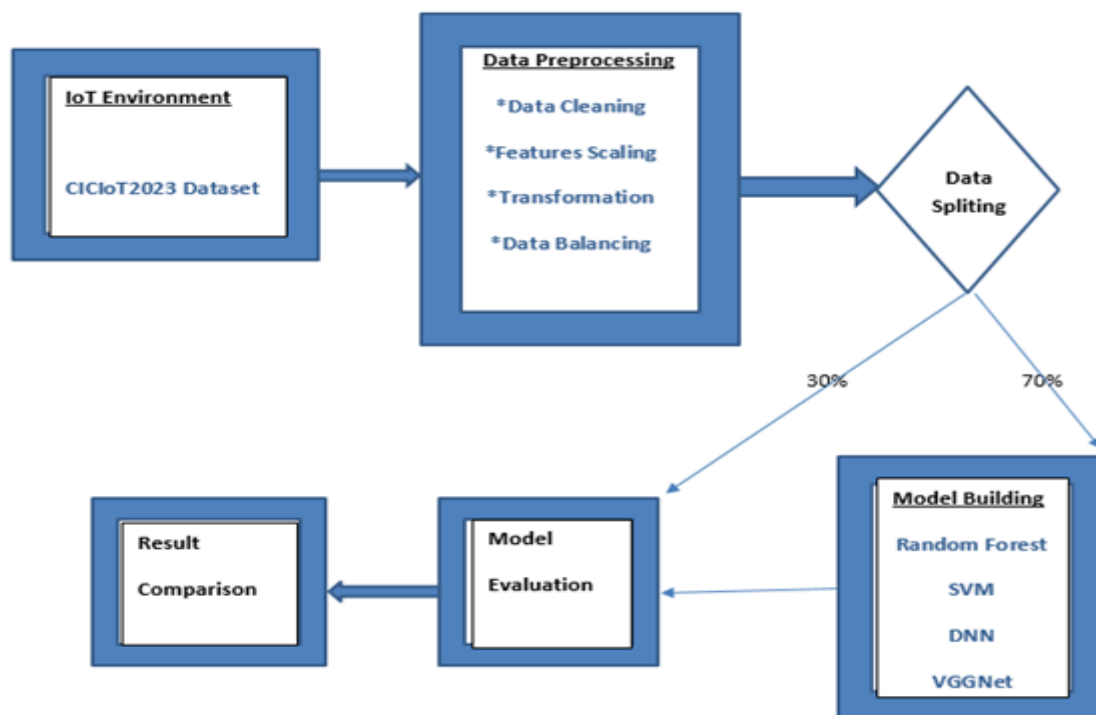 IoT Environment
CICIoT2023 Dataset
Data Preprocessing
*Data Cleaning
*Features Scaling
*Transformation
*Data Balancing
Data
Spliting
30%
70%
Model Building
Random Forest
SVM
DNN
VGGNet
Model
Evaluation
Result
Comparison